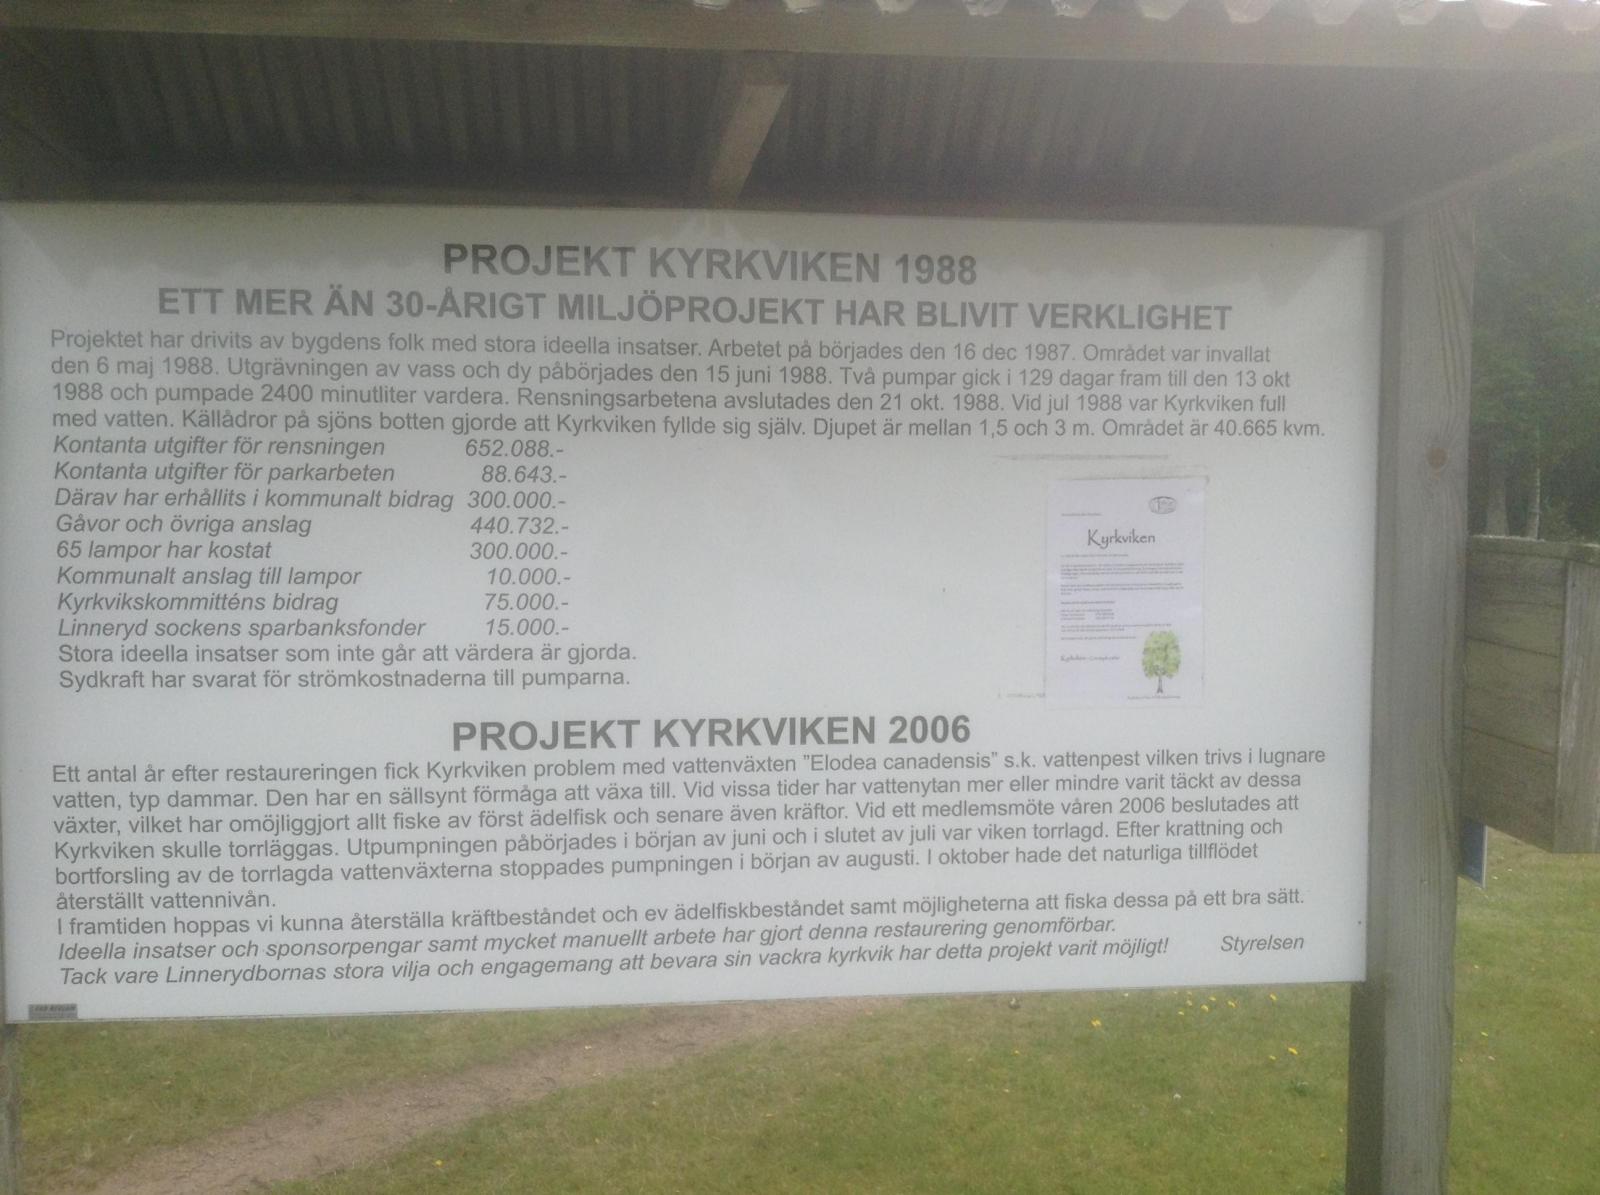 PROJEKT KYRKVIKEN 1988
ETT MER ÄN 30-ÅRIGT MILJÖPROJEKT HAR BLIVIT VERKLIGHET
Projektet har drivits av bygdens folk med stora ideella insatser. Arbetet på började den 16 dec 1987. Området var invallat
den 6 maj 1988. Utgrävningen av vass och dy påbörjades den 15 juni 1988. Två pumpar gick i 129 dagar fram till den 13 okt
1988 och pumpade 2400 minutliter vardera. Rensningsarbetena avslutades den 21 okt. 1988. Vid jul 1988 var Kyrkviken full
med vatten. Källådror på sjöns botten gjorde att Kyrkviken fyllde sig själv. Djupet är mellan 1,5 och 3 m. Området är 40.665 kvm.
Kontanta utgifter för rensningen 652.088.-
Kontanta utgifter för parkarbeten 88.643.-
Därav har erhållits i kommunalt bidrag 300.000.-
Gåvor och övriga anslag 440.732.-
65 lampor har kostat 300.000.-
Kommunalt anslag till lampor 10.000.-
Kyrkvikskommitténs bidrag 75.000.-
Linneryd sockens sparbanksfonder 15.000.-
Stora ideella insatser som inte går att värdera är gjorda.
Sydkraft har svarat för strömkostnaderna till pumparna.
Kyrkviken
PROJEKT KYRKVIKEN 2006
Ett antal år efter restaureringen fick Kyrkviken problem med vattenväxten "Elodea canadensis" s.k. vattenpest vilken trivs i lugnare
vatten, typ dammar. Den har en sällsynt förmåga att växa till. Vid vissa tider har vattenytan mer eller mindre varit täckt av dessa
växter, vilket har omöjliggjort allt fiske av först ädelfisk och senare även kräftor. Vid ett medlemsmöte våren 2006 beslutades att
Kyrkviken skulle torrläggas. Utpumpningen påbörjades i början av juni och i slutet av juli var viken torrlagd. Efter krattning och
bortforsling av de torrlagda vattenväxterna stoppades pumpningen i början av augusti. I oktober hade det naturliga tillflödet
återställt vattennivån.
I framtiden hoppas vi kunna återställa kräftbeståndet och ev ädelfiskbeståndet samt möjligheterna att fiska dessa på ett bra sätt.
Ideella insatser och sponsorpengar samt mycket manuellt arbete har gjort denna restaurering genomförbar.
Tack vare Linnerydbornas stora vilja och engagemang att bevara sin vackra kyrkvik har detta projekt varit möjligt! Styrelsen